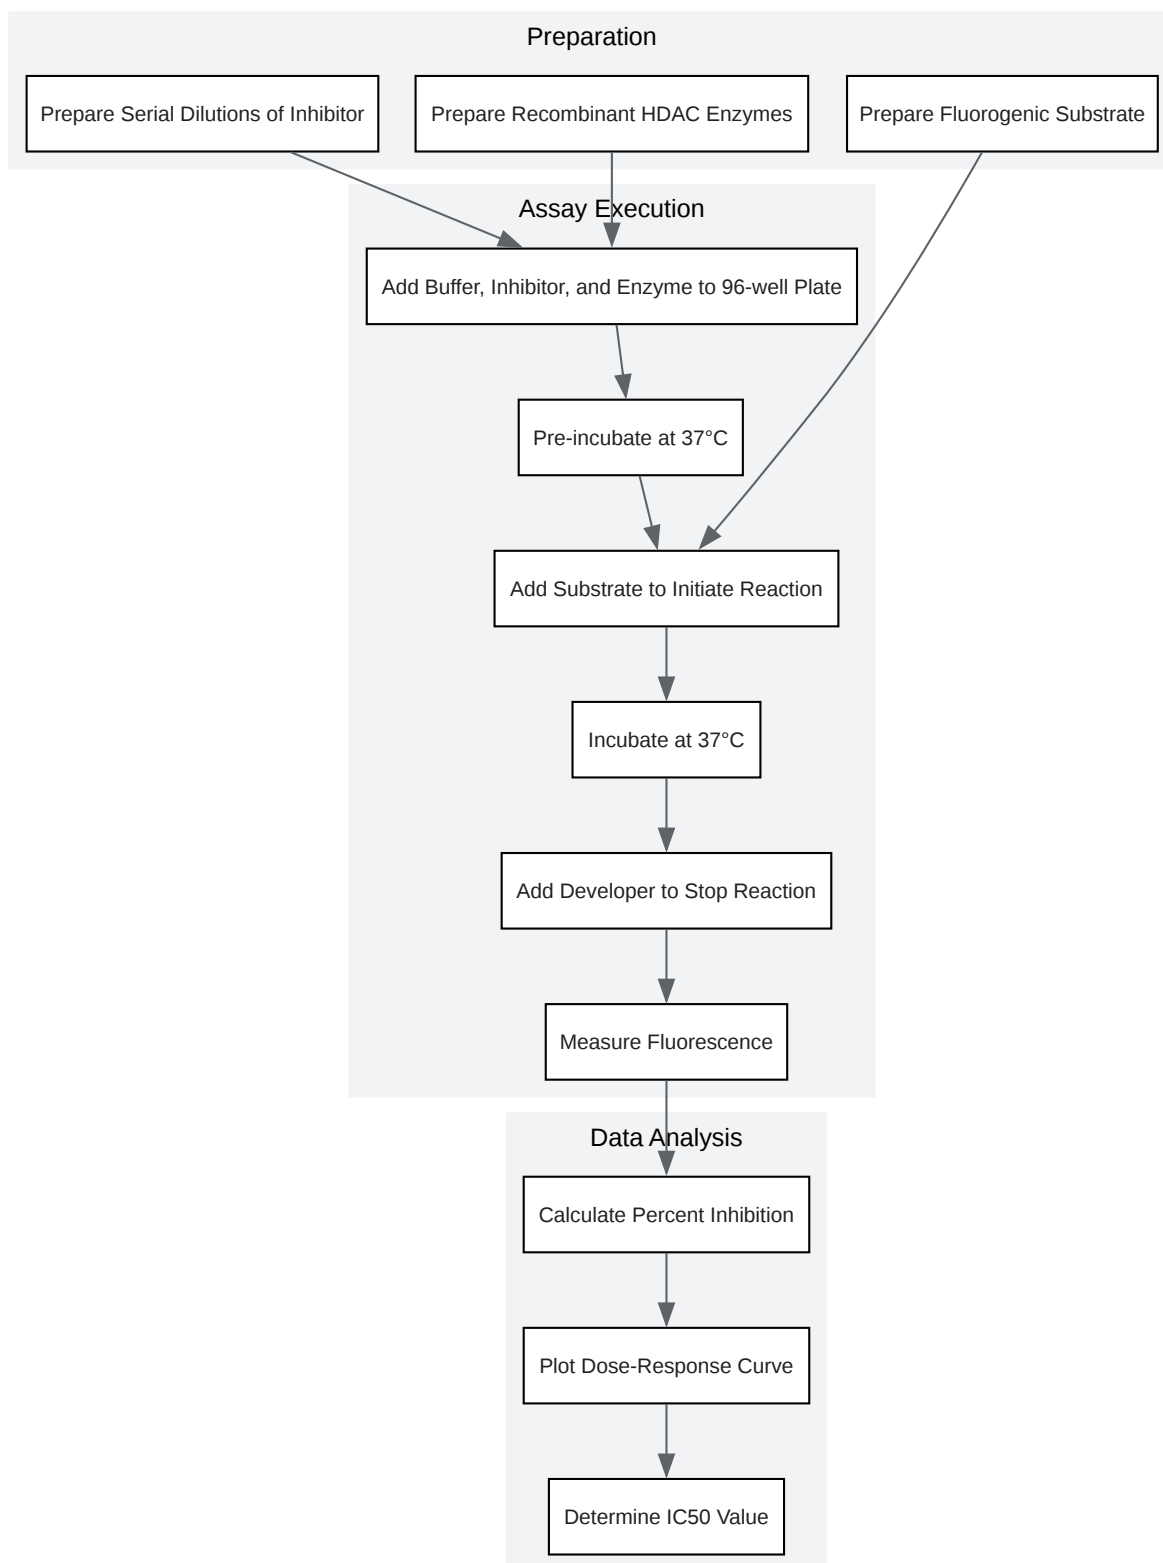 Preparation
Prepare Serial Dilutions of Inhibitor
Prepare Recombinant HDAC Enzymes
Prepare Fluorogenic Substrate
Assay Execution
Add Buffer, Inhibitor, and Enzyme to 96-well Plate
Pre-incubate at 37°C
Add Substrate to Initiate Reaction
Incubate at 37°C
Add Developer to Stop Reaction
Measure Fluorescence
Data Analysis
Calculate Percent Inhibition
Plot Dose-Response Curve
Determine IC50 Value